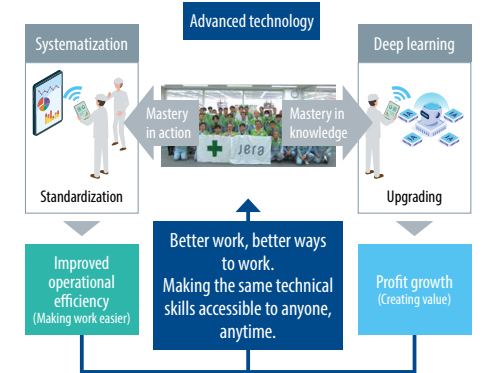 Advanced technology
Systematization
Deep learning
Mastery
in action
Mastery in
knowledge
Jera
Standardization
Upgrading
Better work, better ways
to work.
Making the same technical
skills accessible to anyone,
anytime.
Improved
operational
efficiency
(Making work easier)
Profit growth
(Creating value)